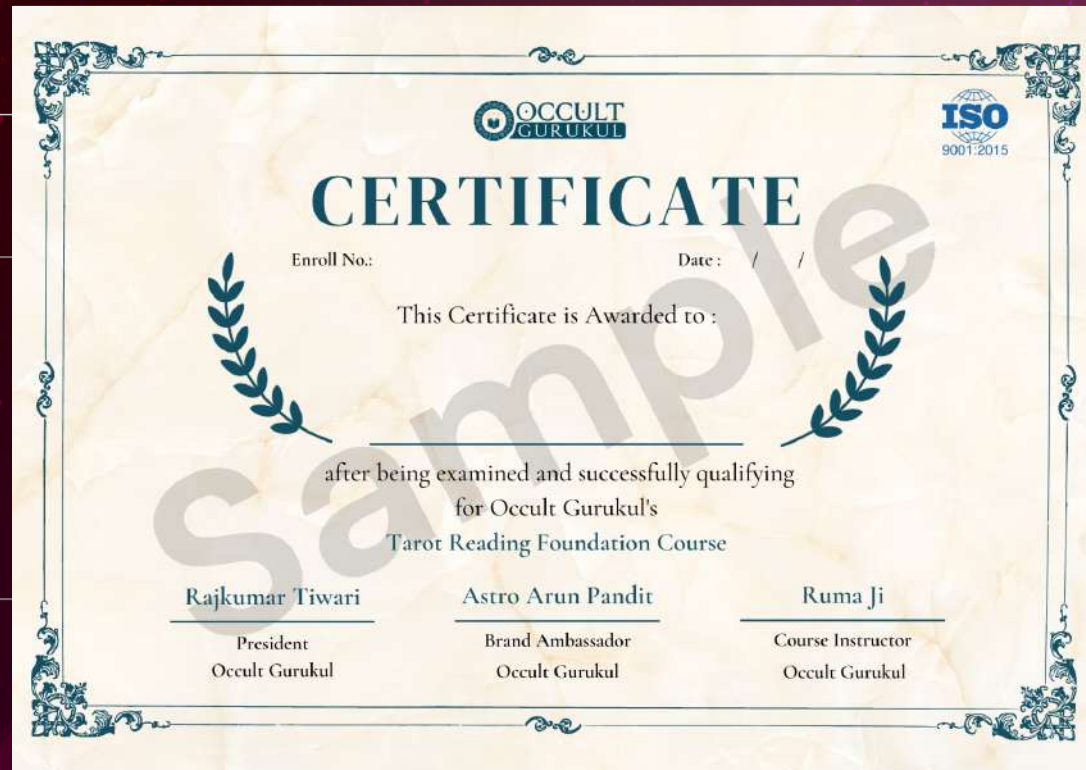 OCCULT
GURUKUL
ISO
9001:2015
CERTIFICATE
Enroll No.:
Date : / /
This Certificate is Awarded to :
Sample
after being examined and successfully qualifying
for Occult Gurukul's
Tarot Reading Foundation Course
Rajkumar Tiwari
Astro Arun Pandit
Ruma Ji
President
Brand Ambassador
Course Instructor
Occult Gurukul
Occult Gurukul
Occult Gurukul